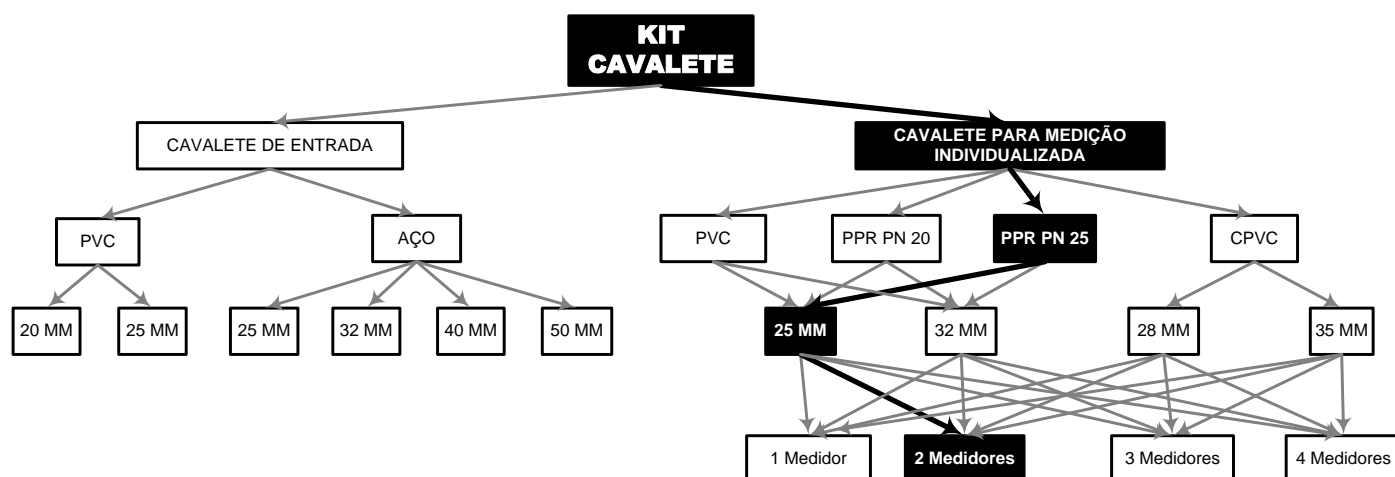 KIT
CAVALETE
CAVALETE DE ENTRADA
CAVALETE PARA MEDIÇÃO
INDIVIDUALIZADA
PVC
AÇO
PVC
PPR PN 20
PPR PN 25
CPVC
20 MM
25 MM
25 MM
32 MM
40 MM
50 MM
25 MM
32 MM
28 MM
35 MM
1 Medidor
2 Medidores
3 Medidores
4 Medidores